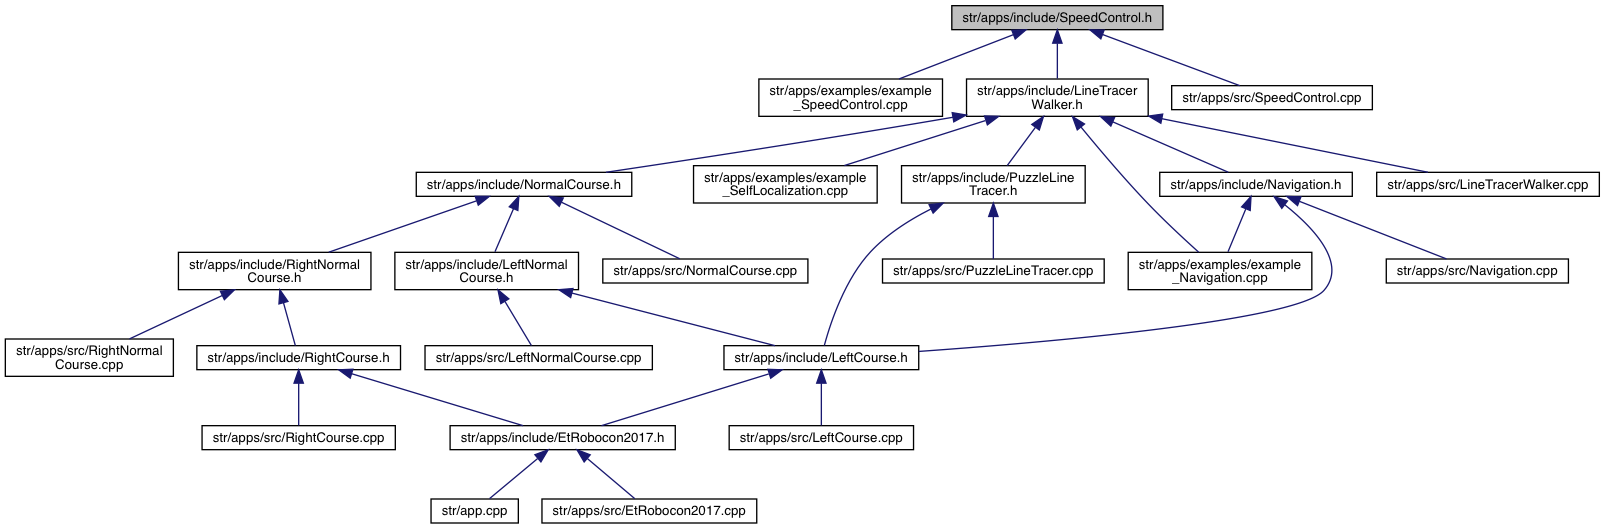 str/apps/include/SpeedControl.h
str/apps/examples/example
_SpeedControl.cpp
str/apps/include/LineTracer
Walker.h
str/apps/src/SpeedControl.cpp
str/apps/include/NormalCourse.h
str/apps/examples/example
_SelfLocalization.cpp
str/apps/include/PuzzleLine
Tracer.h
str/apps/include/Navigation.h
str/apps/src/LineTracerWalker.cpp
str/apps/include/RightNormal
Course.h
str/apps/include/LeftNormal
Course.h
str/apps/src/NormalCourse.cpp
str/apps/src/PuzzleLineTracer.cpp
str/apps/examples/example
_Navigation.cpp
str/apps/src/Navigation.cpp
str/apps/src/RightNormal
Course.cpp
str/apps/include/RightCourse.h
str/apps/src/LeftNormalCourse.cpp
str/apps/include/LeftCourse.h
str/apps/src/RightCourse.cpp
str/apps/include/EtRobocon2017.h
str/apps/src/LeftCourse.cpp
str/app.cpp
str/apps/src/EtRobocon2017.cpp